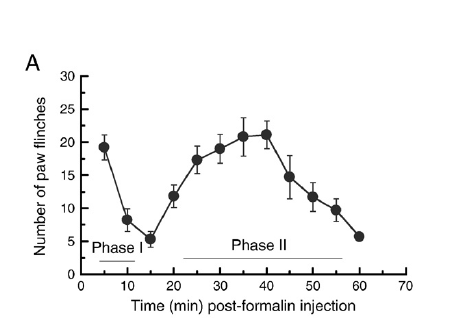 A
Number of paw flinches
30
25
20
15
10
5
0
Phase I
Phase II
0 10 20 30 40 50 60 70
Time (min) post-formalin injection